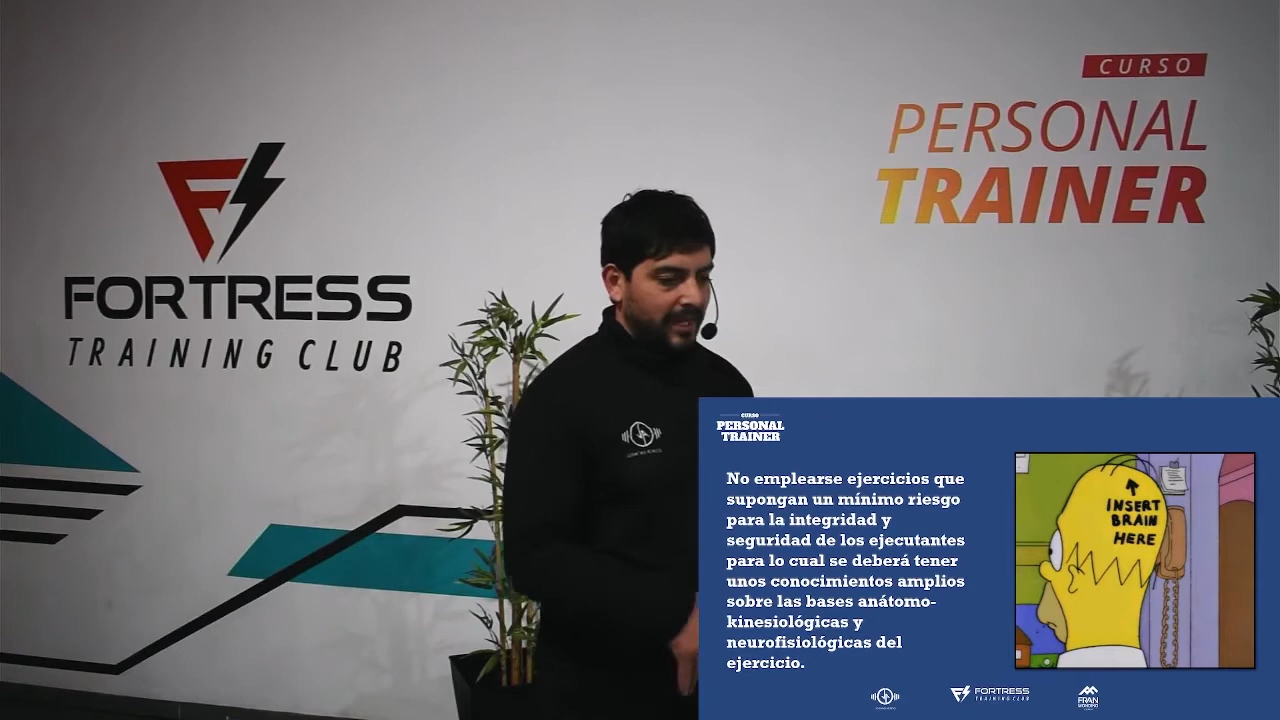 CURSO
PERSONAL
TRAINER
FORTRESS
TRAINING CLUB
CURSO
PERSONAL
TRAINER
No emplearse ejercicios que
supongan un mínimo riesgo
para la integridad y
seguridad de los ejecutantes
para lo cual se deberá tener
unos conocimientos amplios
sobre las bases anátomo-
kinesiológicas y
neurofisiológicas del
ejercicio.
INSERT
BRAIN
HERE
FORTRESS
TRAINING CLUB
FRAN